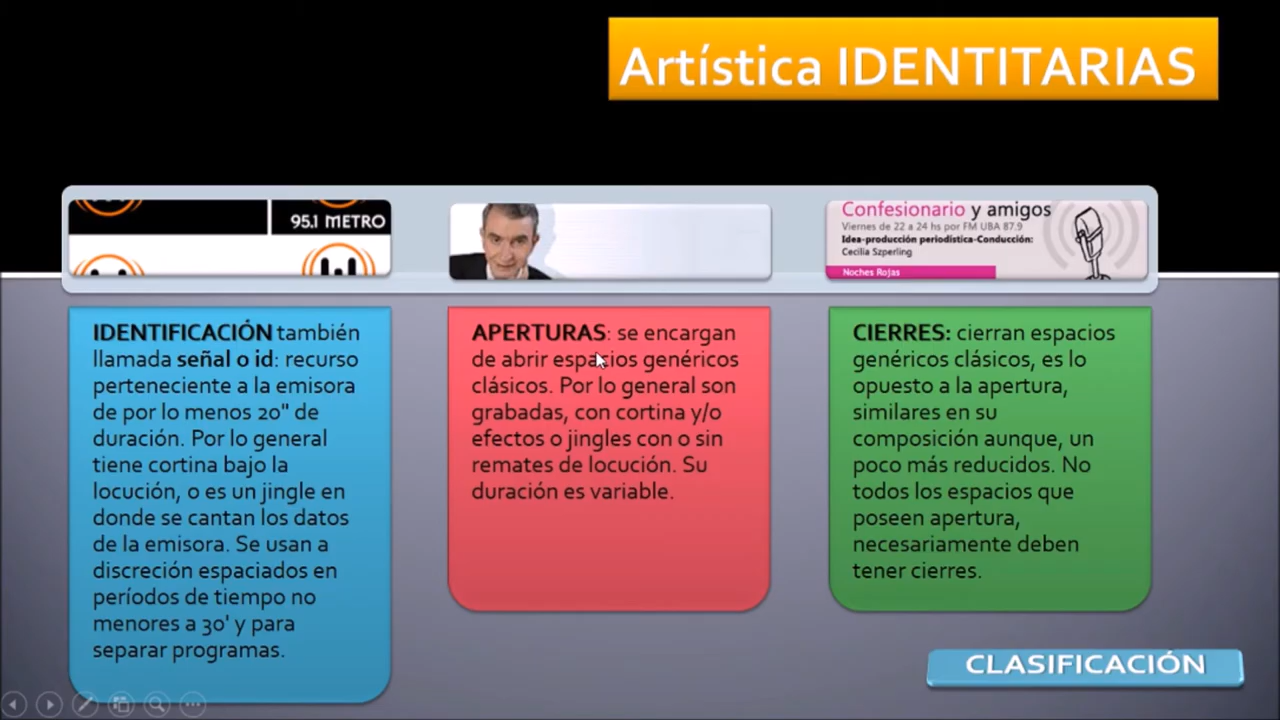 Artística IDENTITARIAS
95.1 METRO
Confesionario y amigos
Viernes de 22 a 24 hs por FM UBA 87.9
Idea-producción periodística-Conducción:
Cecilia Szperling
Noches Rojas
IDENTIFICACIÓN también
llamada señal o id: recurso
perteneciente a la emisora
de por lo menos 20" de
duración. Por lo general
tiene cortina bajo la
locución, o es un jingle en
donde se cantan los datos
de la emisora. Se usan a
discreción espaciados en
períodos de tiempo no
menores a 30' y para
separar programas.
APERTURAS: se encargan
de abrir espacios genéricos
clásicos. Por lo general son
grabadas, con cortina y/o
efectos o jingles con o sin
remates de locución. Su
duración es variable.
CIERRES: cierran espacios
genéricos clásicos, es lo
opuesto a la apertura,
similares en su
composición aunque, un
poco más reducidos. No
todos los espacios que
poseen apertura,
necesariamente deben
tener cierres.
CLASIFICACIÓN